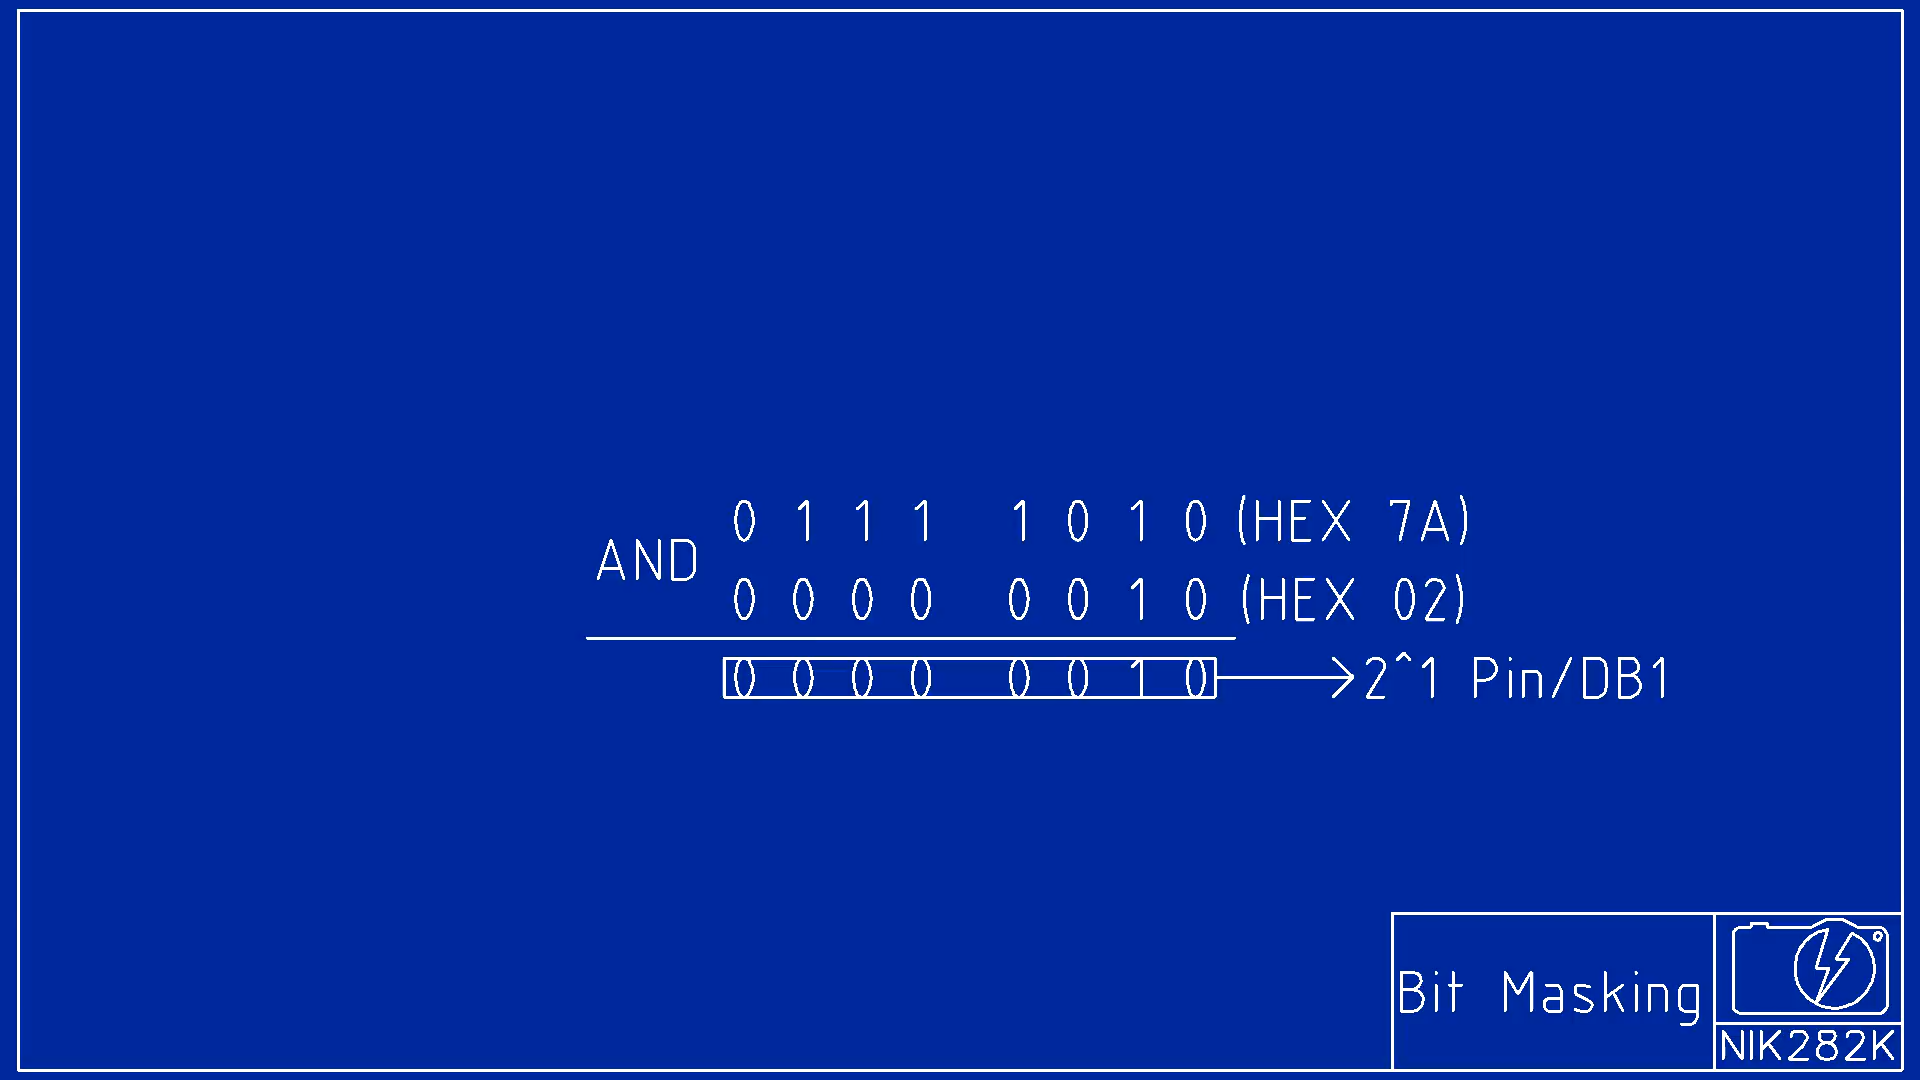 0 1 1 1 1 0 1 0 (HEX 7A)
AND
0 0 0 0 0 0 1 0 (HEX 02)
0 0 0 0 0 0 1 0 2^1 Pin/DB1
Bit Masking
NIK282K